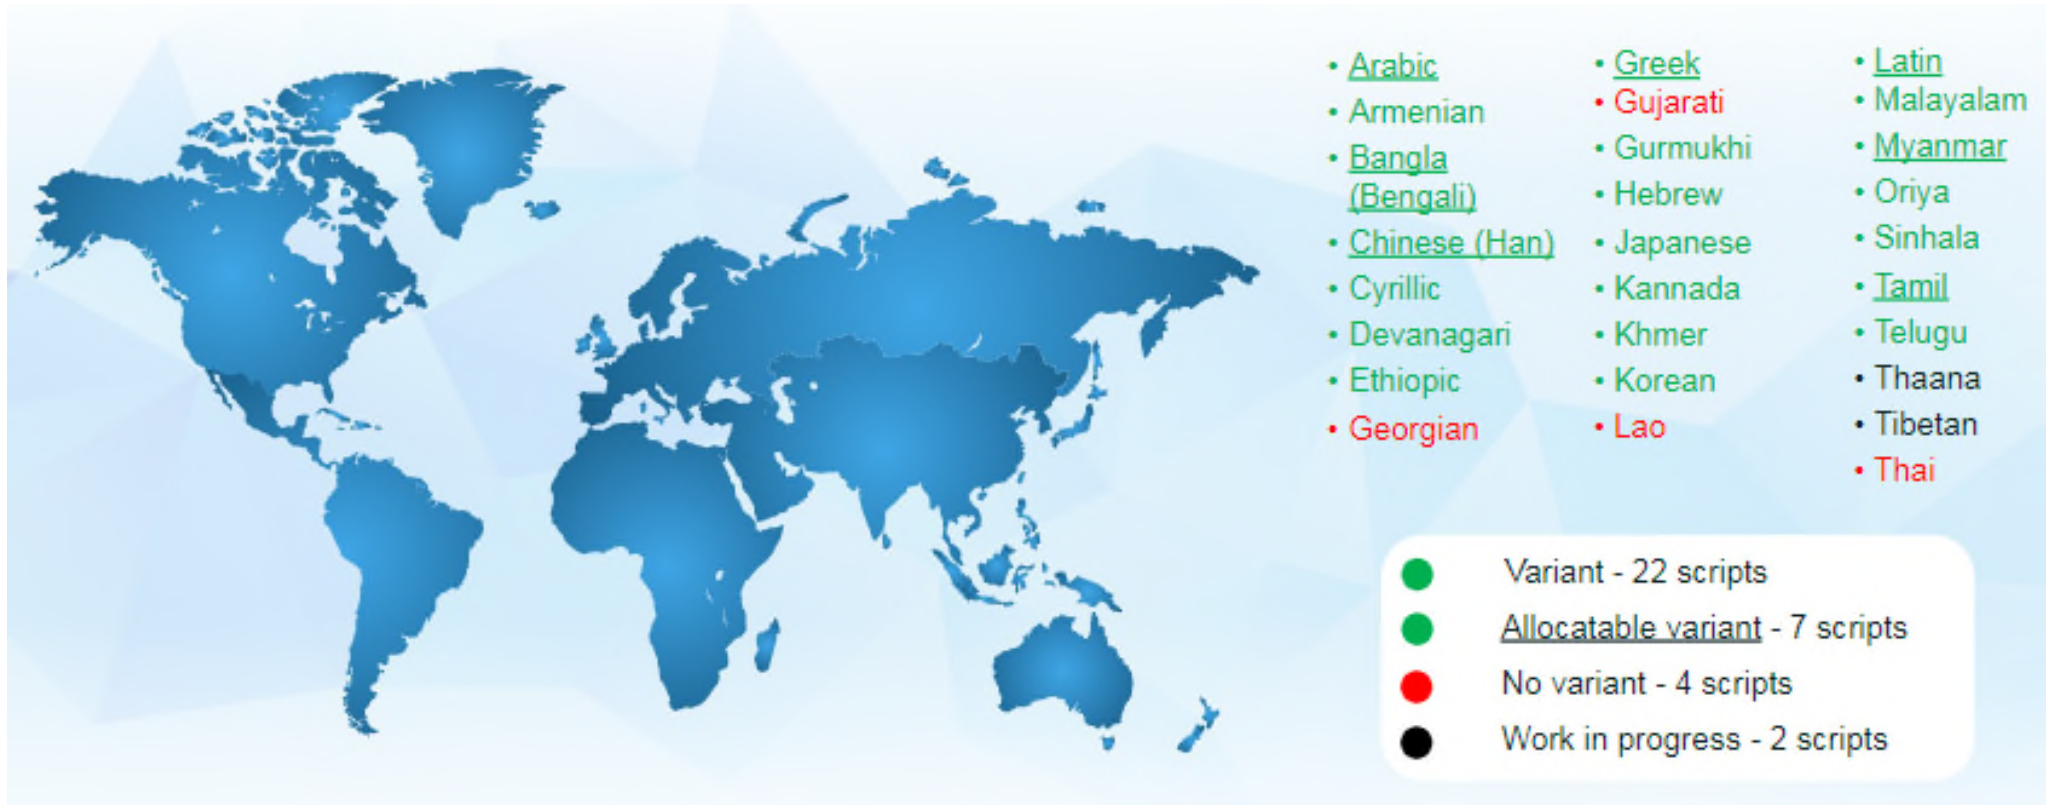 • Arabic
• Armenian
• Bangla
(Bengali)
• Chinese (Han)
• Cyrillic
• Devanagari
• Ethiopic
• Georgian
• Greek
• Gujarati
• Gurmukhi
• Hebrew
• Japanese
• Kannada
• Khmer
• Korean
• Lao
• Latin
• Malayalam
• Myanmar
• Oriya
• Sinhala
• Tamil
• Telugu
• Thaana
• Tibetan
• Thai
Variant - 22 scripts
Allocatable variant - 7 scripts
No variant - 4 scripts
Work in progress - 2 scripts